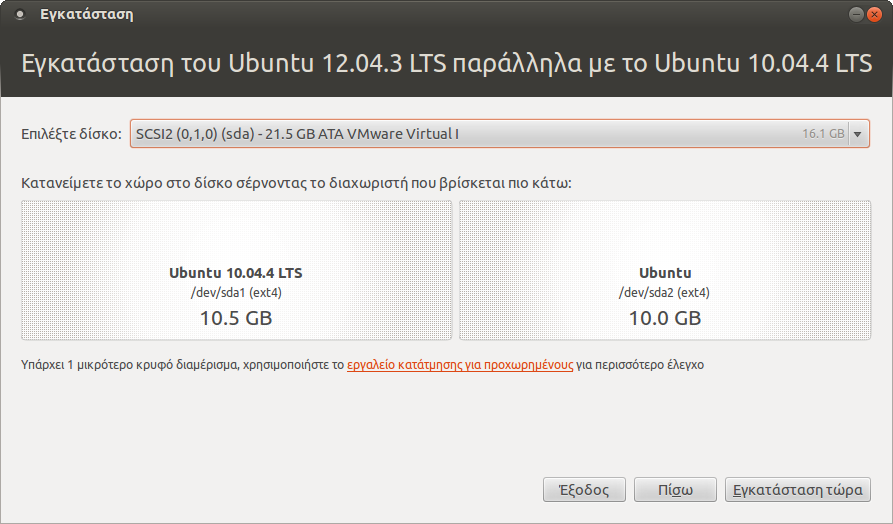 Εγκατάσταση
Εγκατάσταση του Ubuntu 12.04.3 LTS παράλληλα με το Ubuntu 10.04.4 LTS
Επιλέξτε δίσκο: SCSI2 (0,1,0) (sda) - 21.5 GB ATA VMware Virtual I 16.1 GB
Κατανείμετε το χώρο στο δίσκο σέρνοντας το διαχωριστή που βρίσκεται πιο κάτω:
Ubuntu 10.04.4 LTS
/dev/sda1 (ext4)
10.5 GB
Ubuntu
/dev/sda2 (ext4)
10.0 GB
Υπάρχει 1 μικρότερο κρυφό διαμέρισμα, χρησιμοποιήστε το εργαλείο κατάτμησης για προχωρημένους για περισσότερο έλεγχο
Έξοδος Πίσω Εγκατάσταση τώρα